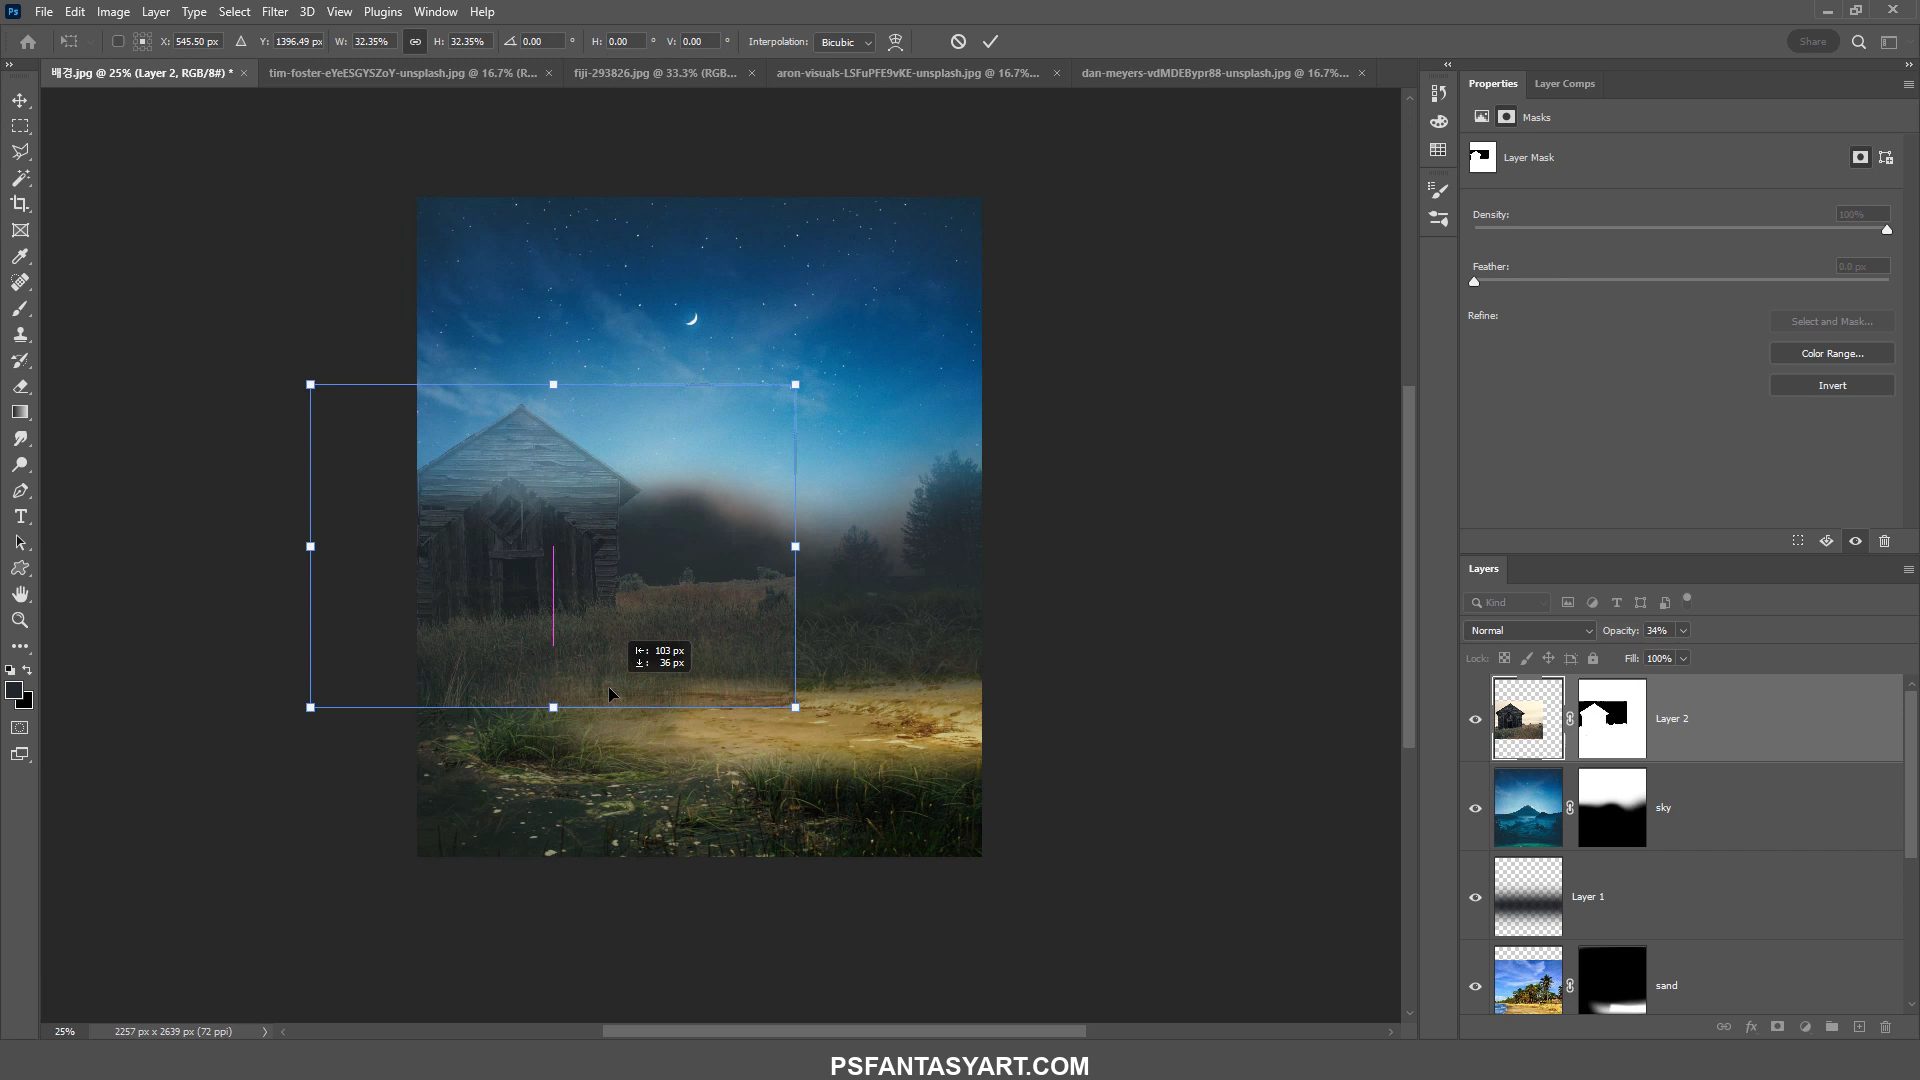 Ps File Edit Image Layer Type Select Filter 3D View Plugins Window Help
X: 545.50 px Y: 1396.49 px W: 32.35% H: 32.35% 0.00 ° H: 0.00 ° V: 0.00 ° Interpolation: Bicubic Share
배경.jpg @ 25% (Layer 2, RGB/8#) * tim-foster-eYeESGYSZoY-unsplash.jpg @ 16.7% (R... fiji-293826.jpg @ 33.3% (RGB... aron-visuals-LSFuPFE9vKE-unsplash.jpg @ 16.7%... dan-meyers-vdMDEBypr88-unsplash.jpg @ 16.7%...
Properties Layer Comps
Masks
Layer Mask
Density: 100%
Feather: 0.0 px
Refine:
Select and Mask...
Color Range...
Invert
Layers
Kind
Normal Opacity: 34%
Lock: Fill: 100%
Layer 2
sky
Layer 1
sand
103 px
36 px
25% 2257 px x 2639 px (72 ppi)
PSFANTASYART.COM